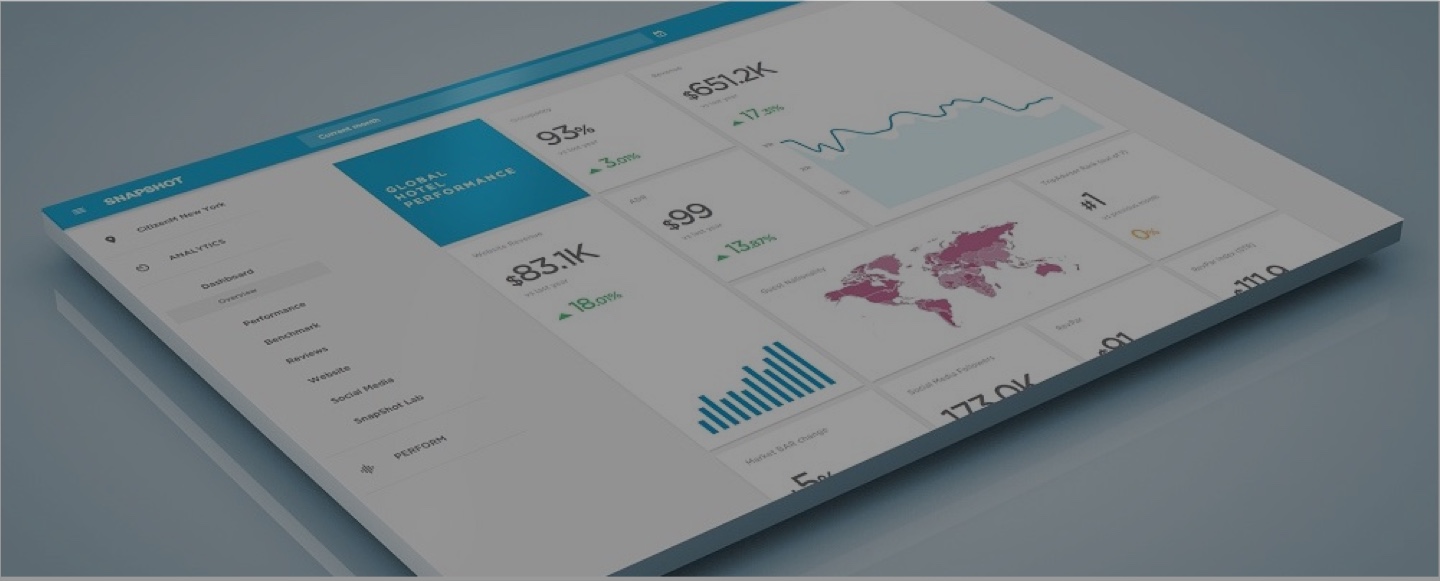 SNAPSHOT
Current month
CitizenM New York
ANALYTICS
Dashboard
Overview
Performance
Benchmark
Reviews
Website
Social Media
SnapShot Lab
PERFORM
GLOBAL
HOTEL
PERFORMANCE
Occupancy
93%
vs last year
3.01%
Revenue
$651.2K
vs last year
17.31%
Website Revenue
$83.1K
vs last year
18.01%
ADR
$99
vs last year
13.87%
Guest Nationality
TripAdvisor Rank (out of 7)
#1
vs previous month
0%
Market BAR change
.5%
Social Media Followers
173.0K
RevPar
$91
RevPar Index (STR)